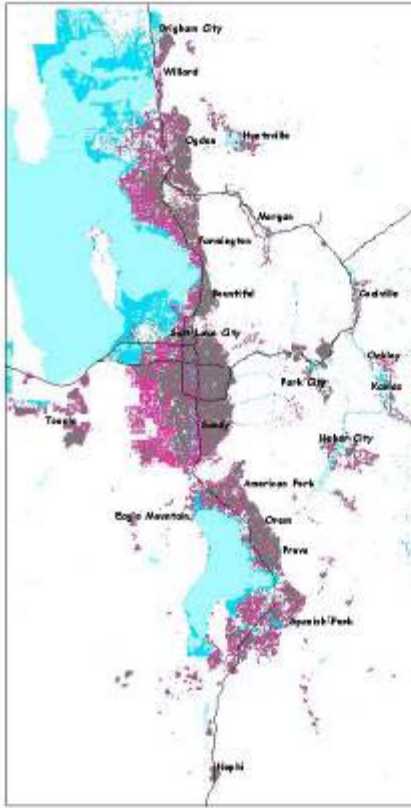 Brigham City
Willard
Ogden
Huntsville
Morgan
Farmington
Bountiful
Coalville
Salt Lake City
Oakley
Park City
Kamas
Tooele
Sandy
Heber City
American Fork
Eagle Mountain
Orem
Provo
Spanish Fork
Nephi